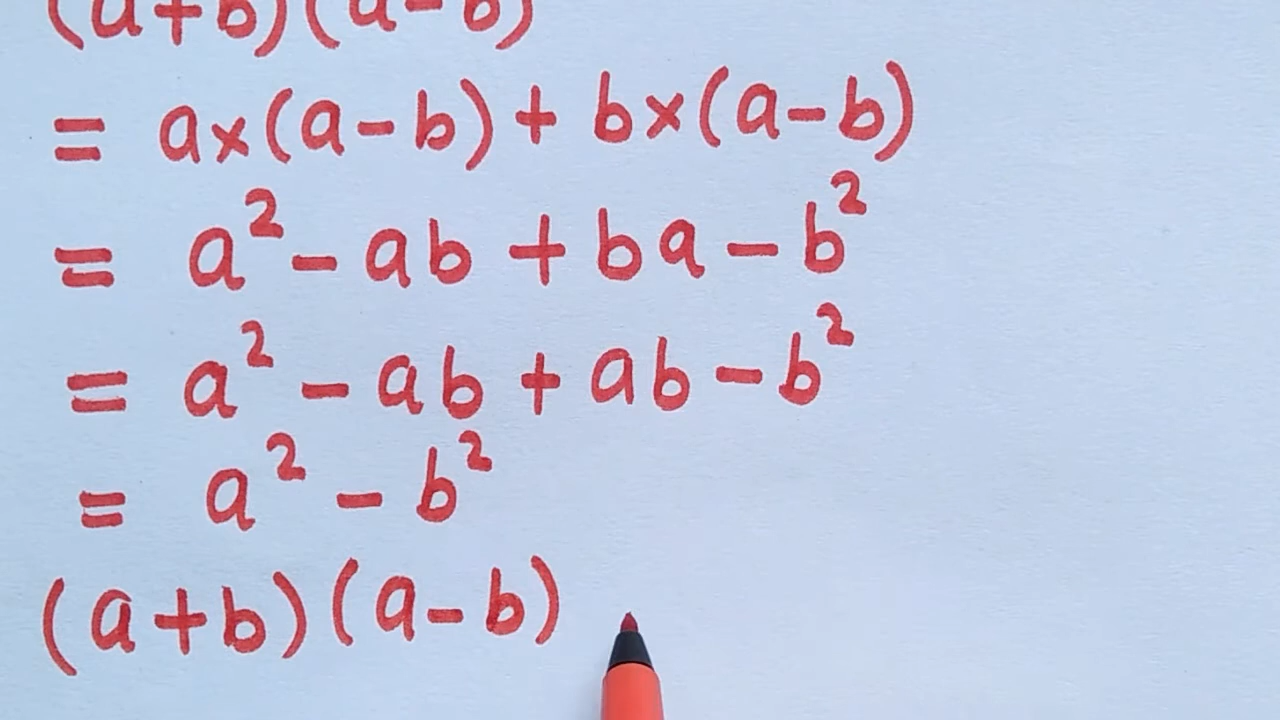 (a+b)(a-b)
= a×(a-b)+ b×(a-b)
= a² - ab + ba - b²
= a² - ab + ab - b²
= a² - b²
(a+b)(a-b)